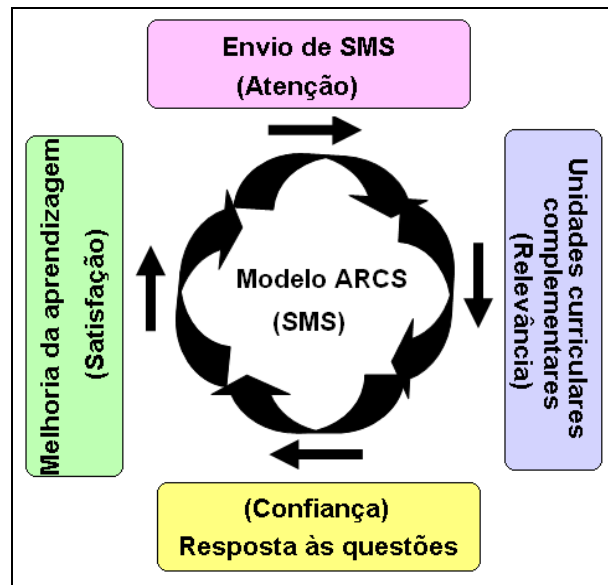 Envio de SMS
(Atenção)
Unidades curriculares
complementares
(Relevância)
(Confiança)
Resposta às questões
Melhoria da aprendizagem
(Satisfação)
Modelo ARCS
(SMS)